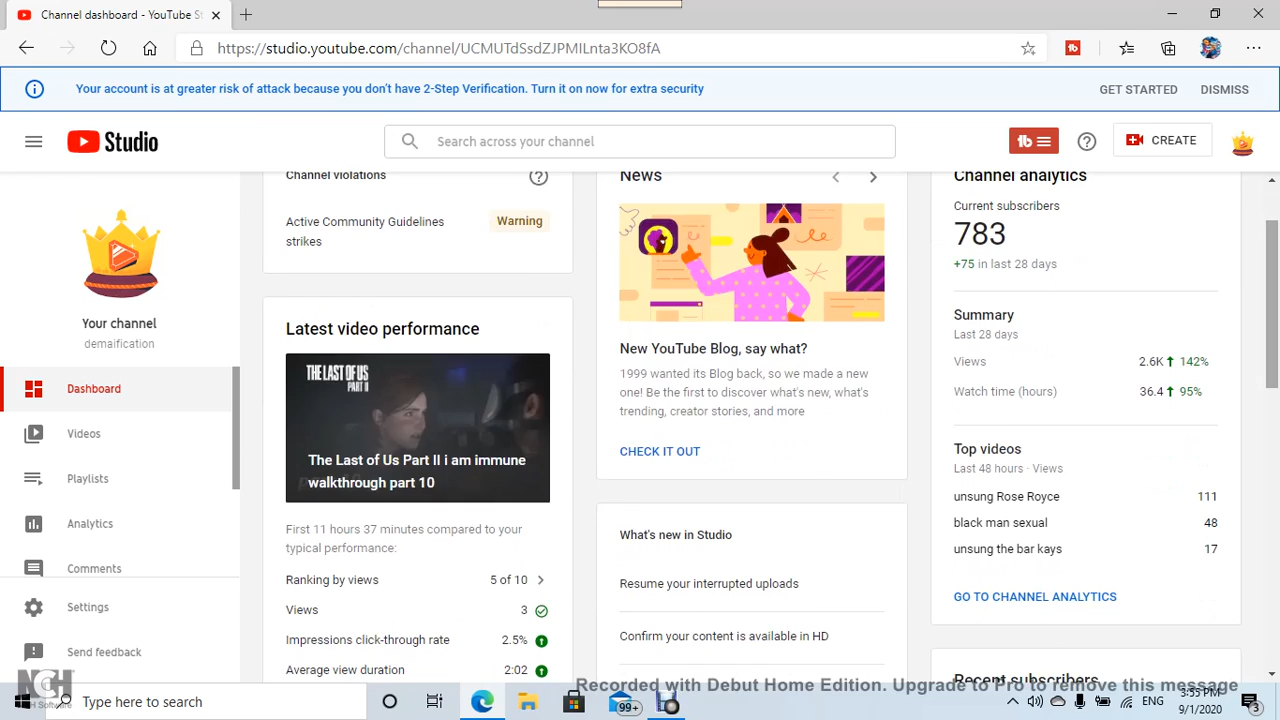 Channel dashboard - YouTube St
https://studio.youtube.com/channel/UCMUTdSsdZJPMILnta3KO8fA
Your account is at greater risk of attack because you don't have 2-Step Verification. Turn it on now for extra security
GET STARTED
DISMISS
Studio
Search across your channel
CREATE
Your channel
demaification
Dashboard
Videos
Playlists
Analytics
Comments
Settings
Send feedback
Channel violations
Active Community Guidelines
strikes
Warning
Latest video performance
THE LAST OF US
PART II
The Last of Us Part II i am immune
walkthrough part 10
First 11 hours 37 minutes compared to your
typical performance:
Ranking by views 5 of 10
Views 3
Impressions click-through rate 2.5%
Average view duration 2:02
News
New YouTube Blog, say what?
1999 wanted its Blog back, so we made a new
one! Be the first to discover what's new, what's
trending, creator stories, and more
CHECK IT OUT
What's new in Studio
Resume your interrupted uploads
Confirm your content is available in HD
Channel analytics
Current subscribers
783
+75 in last 28 days
Summary
Last 28 days
Views 2.6K 142%
Watch time (hours) 36.4 95%
Top videos
Last 48 hours · Views
unsung Rose Royce 111
black man sexual 48
unsung the bar kays 17
GO TO CHANNEL ANALYTICS
Recent subscribers
Recorded with Debut Home Edition. Upgrade to Pro to remove this message
NCH
NCH Software
Type here to search
99+
ENG
3:55 PM
9/1/2020
3